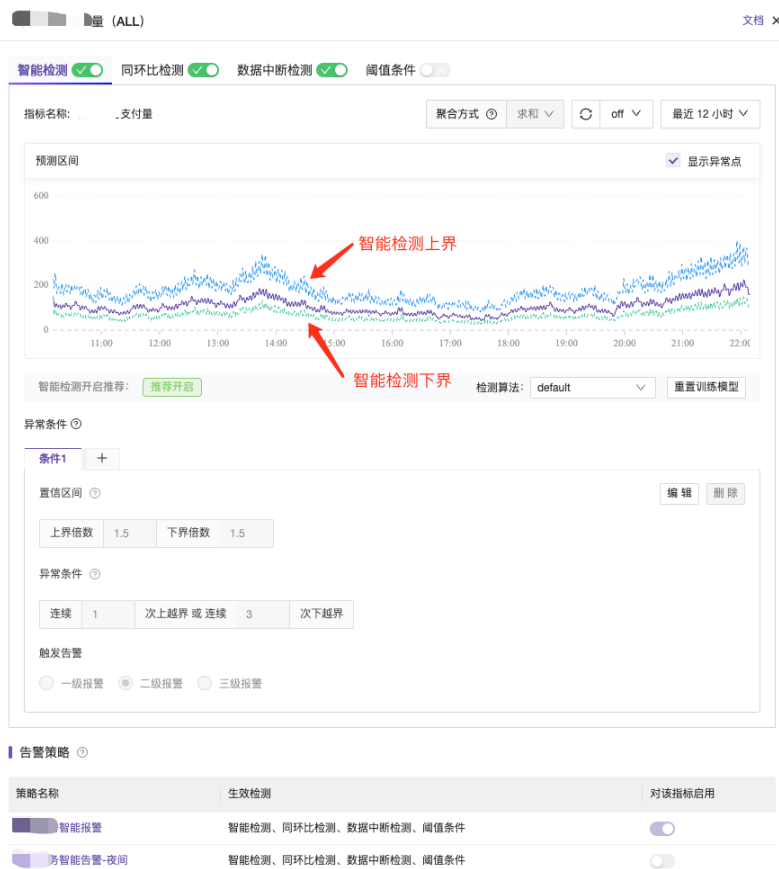 量（ALL）
文档 ×
智能检测 同环比检测 数据中断检测 阈值条件
指标名称: 支付量 聚合方式 求和 off 最近 12 小时
预测区间 显示异常点
600
400
200
0
智能检测上界
11:00 12:00 13:00 14:00 15:00 16:00 17:00 18:00 19:00 20:00 21:00 22:00
智能检测下界
智能检测开启推荐: 推荐开启 检测算法: default 重置训练模型
异常条件
条件1 +
置信区间 编辑 删除
上界倍数 1.5 下界倍数 1.5
异常条件
连续 1 次上越界 或 连续 3 次下越界
触发告警
一级报警 二级报警 三级报警
告警策略
策略名称 生效检测 对该指标启用
智能报警 智能检测、同环比检测、数据中断检测、阈值条件
务智能告警-夜间 智能检测、同环比检测、数据中断检测、阈值条件